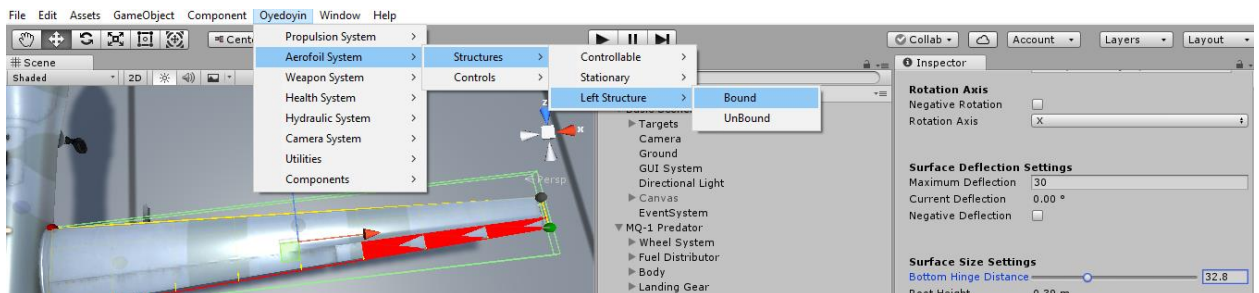 File Edit Assets GameObject Component Oyedoyin Window Help
Cent
Collab Account Layers Layout
Propulsion System
Aerofoil System
Weapon System
Health System
Hydraulic System
Camera System
Utilities
Components
Structures
Controls
Controllable
Stationary
Left Structure
Bound
UnBound
Scene
Shaded 2D
z
x
Persp
Targets
Camera
Ground
GUI System
Directional Light
Canvas
EventSystem
MQ-1 Predator
Wheel System
Fuel Distributor
Body
Landing Gear
Inspector
Rotation Axis
Negative Rotation
Rotation Axis X
Surface Deflection Settings
Maximum Deflection 30
Current Deflection 0.00 °
Negative Deflection
Surface Size Settings
Bottom Hinge Distance 32.8